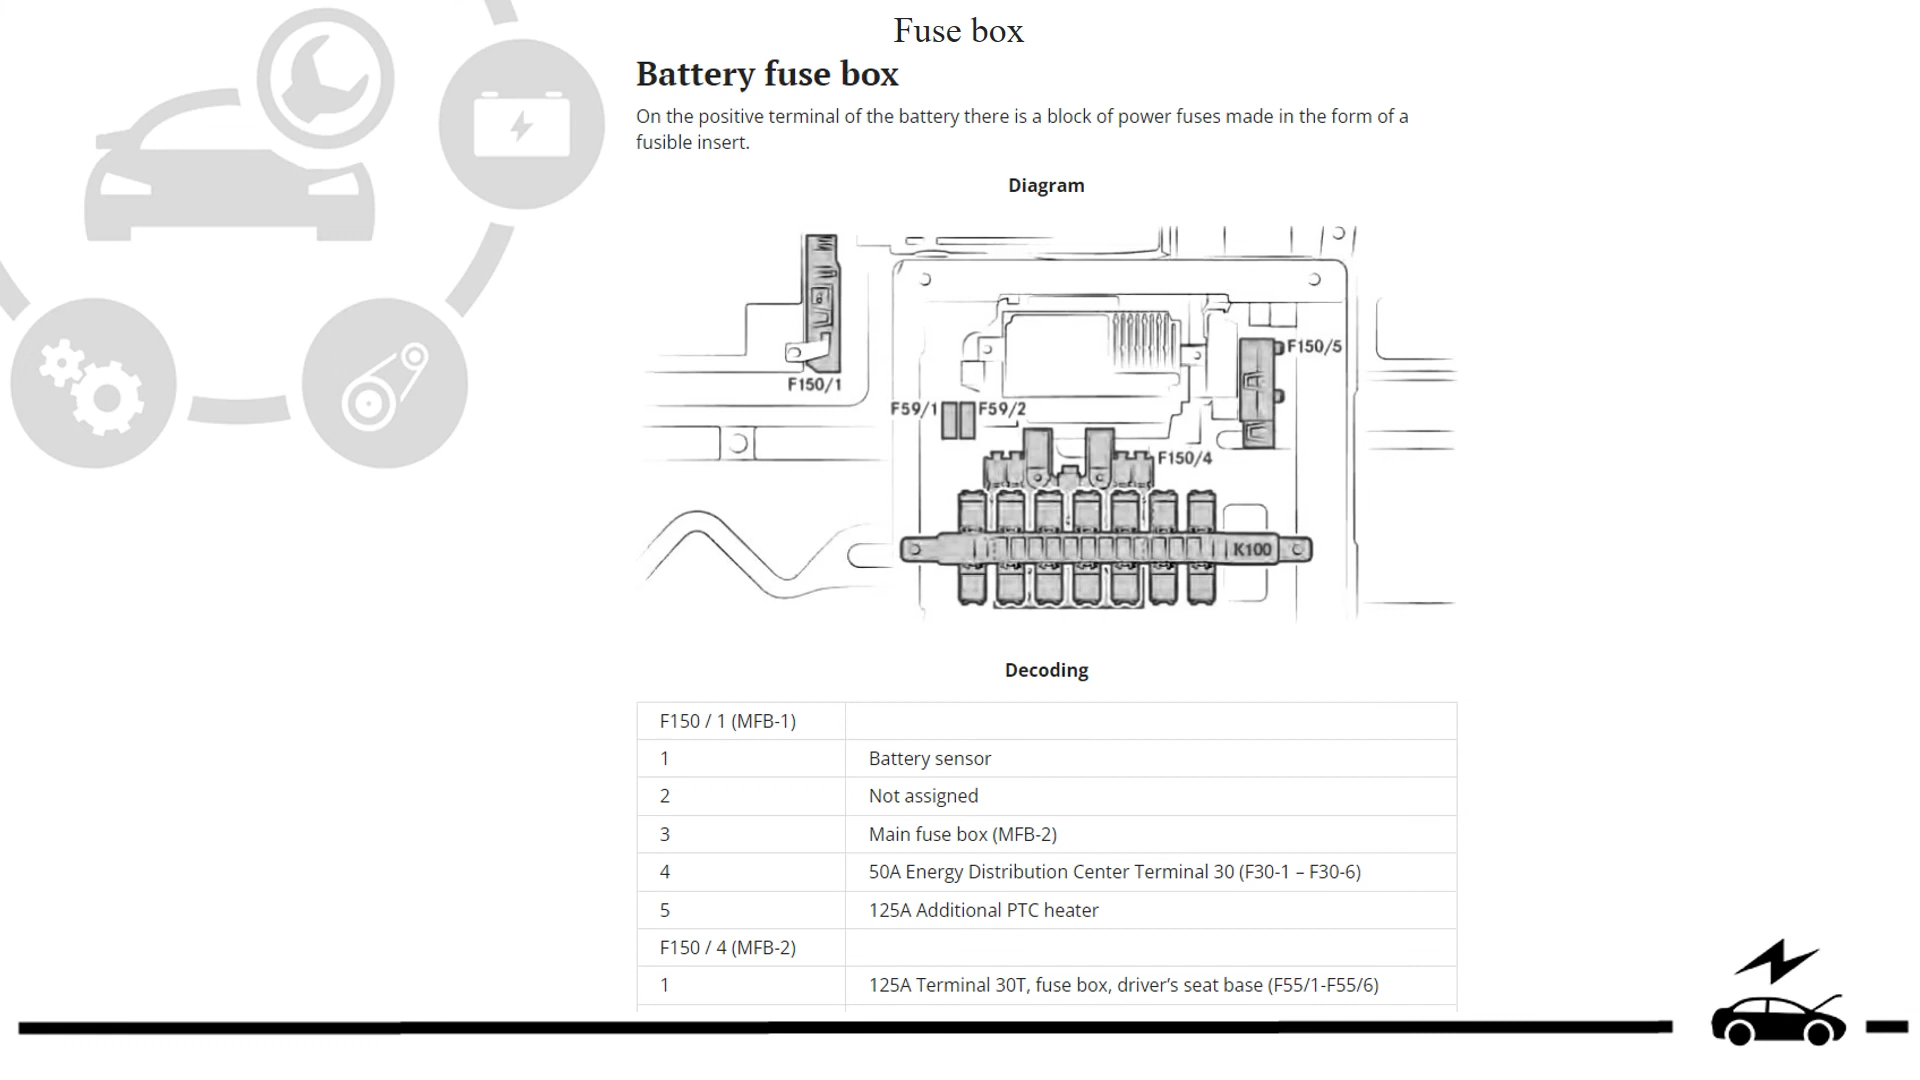 Fuse box
Battery fuse box
On the positive terminal of the battery there is a block of power fuses made in the form of a
fusible insert.
Diagram
F150/1
F150/5
F59/1
F59/2
F150/4
K100
Decoding
F150 / 1 (MFB-1)
1 Battery sensor
2 Not assigned
3 Main fuse box (MFB-2)
4 50A Energy Distribution Center Terminal 30 (F30-1 – F30-6)
5 125A Additional PTC heater
F150 / 4 (MFB-2)
1 125A Terminal 30T, fuse box, driver’s seat base (F55/1-F55/6)